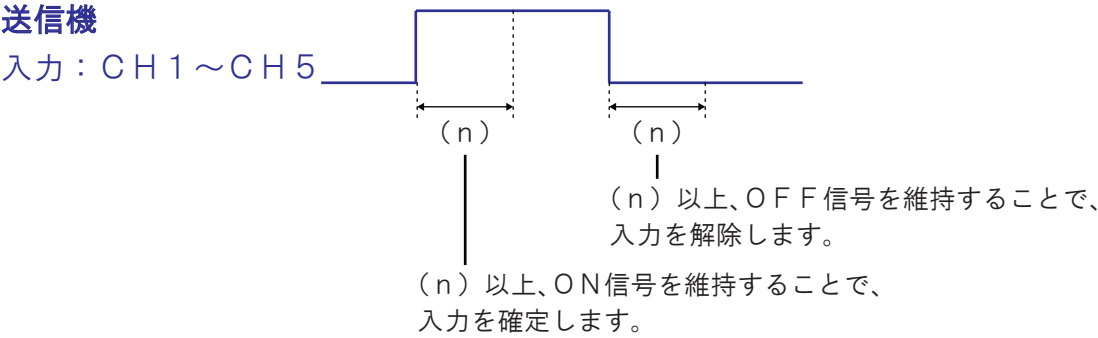 送信機
入力：ＣＨ１～ＣＨ５
（ｎ）
（ｎ）
（ｎ）以上、ＯＦＦ信号を維持することで、
入力を解除します。
（ｎ）以上、ＯＮ信号を維持することで、
入力を確定します。